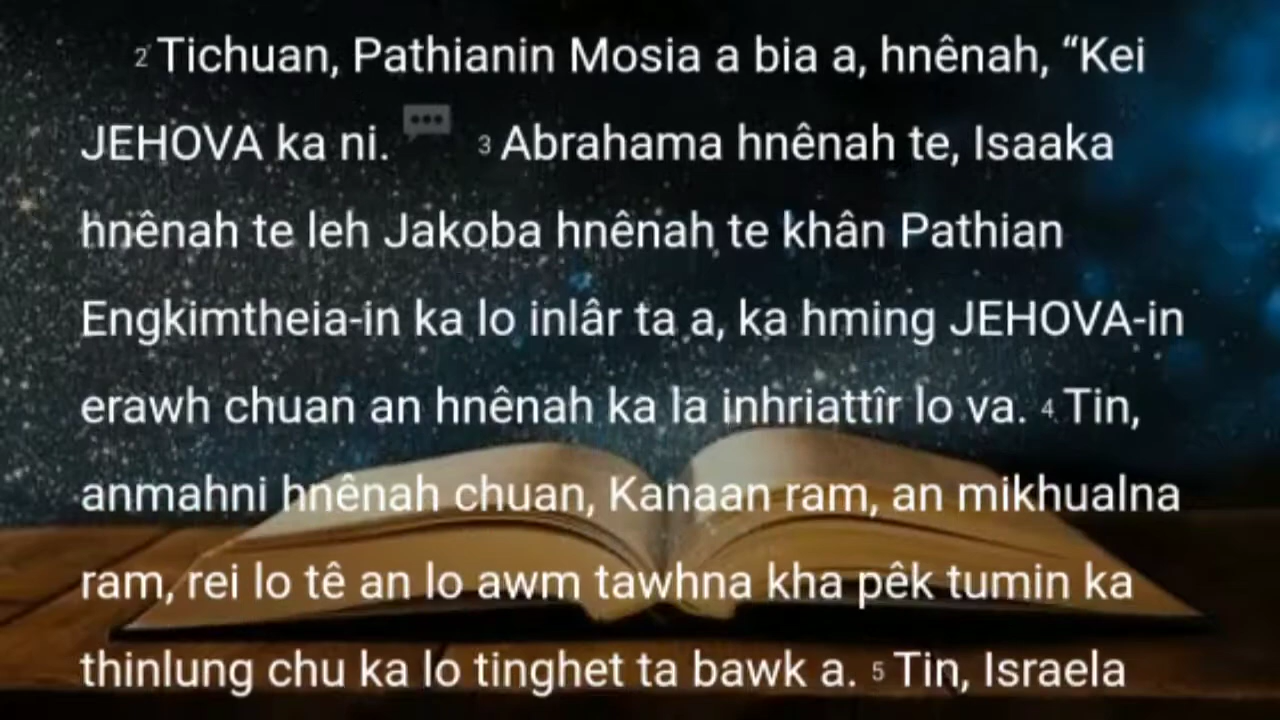 2 Tichuan, Pathianin Mosia a bia a, hnênah, “Kei
JEHOVA ka ni. 3 Abrahama hnênah te, Isaaka
hnênah te leh Jakoba hnênah te khân Pathian
Engkimtheia-in ka lo inlâr ta a, ka hming JEHOVA-in
erawh chuan an hnênah ka la inhriattîr lo va. 4 Tin,
anmahni hnênah chuan, Kanaan ram, an mikhualna
ram, rei lo tê an lo awm tawhna kha pêk tumin ka
thinlung chu ka lo tinghet ta bawk a. 5 Tin, Israela